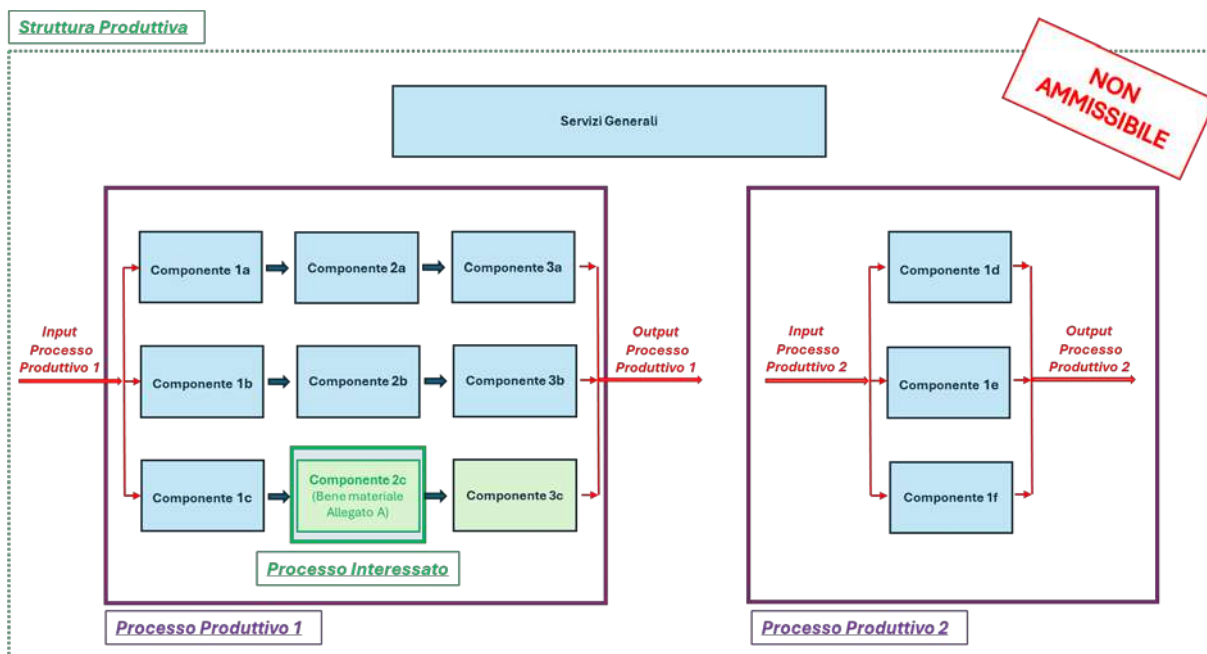 Struttura Produttiva
NON
AMMISSIBILE
Servizi Generali
Componente 1a
Componente 2a
Componente 3a
Input
Processo
Produttivo 1
Componente 1b
Componente 2b
Componente 3b
Output
Processo
Produttivo 1
Componente 1c
Componente 2c
(Bene materiale
Allegato A)
Componente 3c
Processo Interessato
Processo Produttivo 1
Componente 1d
Input
Processo
Produttivo 2
Componente 1e
Output
Processo
Produttivo 2
Componente 1f
Processo Produttivo 2